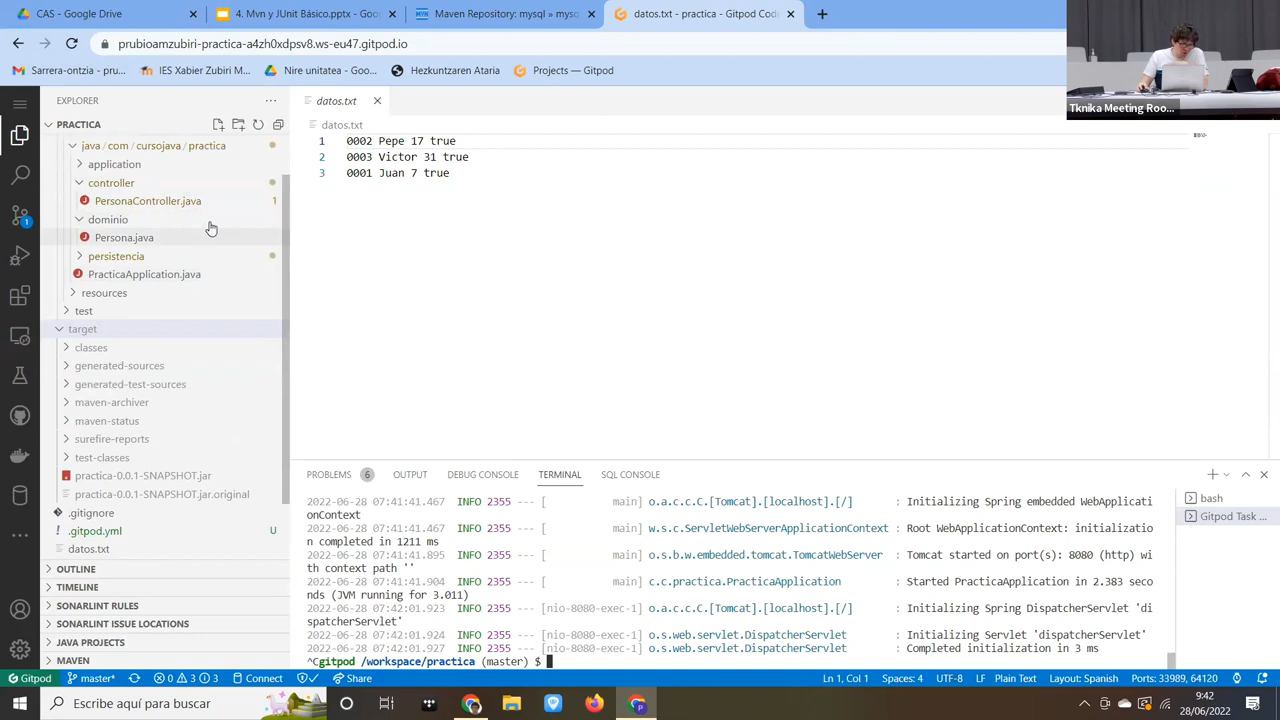 Curso Java
4. Mvn y Unit Básico.pptx
Maven Repository: mysql » mysq
datos.txt - practica - Gitpod Code
prubioamzubiri-practica-a4zh0xdpsv8.ws-eu47.gitpod.io
Sarrera-ontzia - pru...
IES Xabier Zubiri M...
Nire unitatea - Goo...
Hezkuntzaren Ataria
Projects — Gitpod
Tknika Meeting Roo...
EXPLORER
PRACTICA
java / com / cursojava / practica
application
controller
PersonaController.java 1
dominio
Persona.java
persistencia
PracticaApplication.java
resources
test
target
classes
generated-sources
generated-test-sources
maven-archiver
maven-status
surefire-reports
test-classes
practica-0.0.1-SNAPSHOT.jar
practica-0.0.1-SNAPSHOT.jar.original
.gitignore
.gitpod.yml U
datos.txt
OUTLINE
TIMELINE
SONARLINT RULES
SONARLINT ISSUE LOCATIONS
JAVA PROJECTS
MAVEN
datos.txt
datos.txt
1 0002 Pepe 17 true
2 0003 Victor 31 true
3 0001 Juan 7 true
PROBLEMS 6 OUTPUT DEBUG CONSOLE TERMINAL SQL CONSOLE
2022-06-28 07:41:41.467 INFO 2355 --- [ main] o.a.c.c.C.[Tomcat].[localhost].[/] : Initializing Spring embedded WebApplicati
onContext
2022-06-28 07:41:41.467 INFO 2355 --- [ main] w.s.c.ServletWebServerApplicationContext : Root WebApplicationContext: initializatio
n completed in 1211 ms
2022-06-28 07:41:41.895 INFO 2355 --- [ main] o.s.b.w.embedded.tomcat.TomcatWebServer : Tomcat started on port(s): 8080 (http) wi
th context path ''
2022-06-28 07:41:41.904 INFO 2355 --- [ main] c.c.practica.PracticaApplication : Started PracticaApplication in 2.383 seco
nds (JVM running for 3.011)
2022-06-28 07:42:01.923 INFO 2355 --- [nio-8080-exec-1] o.a.c.c.C.[Tomcat].[localhost].[/] : Initializing Spring DispatcherServlet 'di
spatcherServlet'
2022-06-28 07:42:01.924 INFO 2355 --- [nio-8080-exec-1] o.s.web.servlet.DispatcherServlet : Initializing Servlet 'dispatcherServlet'
2022-06-28 07:42:01.927 INFO 2355 --- [nio-8080-exec-1] o.s.web.servlet.DispatcherServlet : Completed initialization in 3 ms
^Cgitpod /workspace/practica (master) $
bash
Gitpod Task ...
Gitpod master* 0 3 3 Connect Share Ln 1, Col 1 Spaces: 4 UTF-8 LF Plain Text Layout: Spanish Ports: 33989, 64120
Escribe aquí para buscar
9:42
28/06/2022